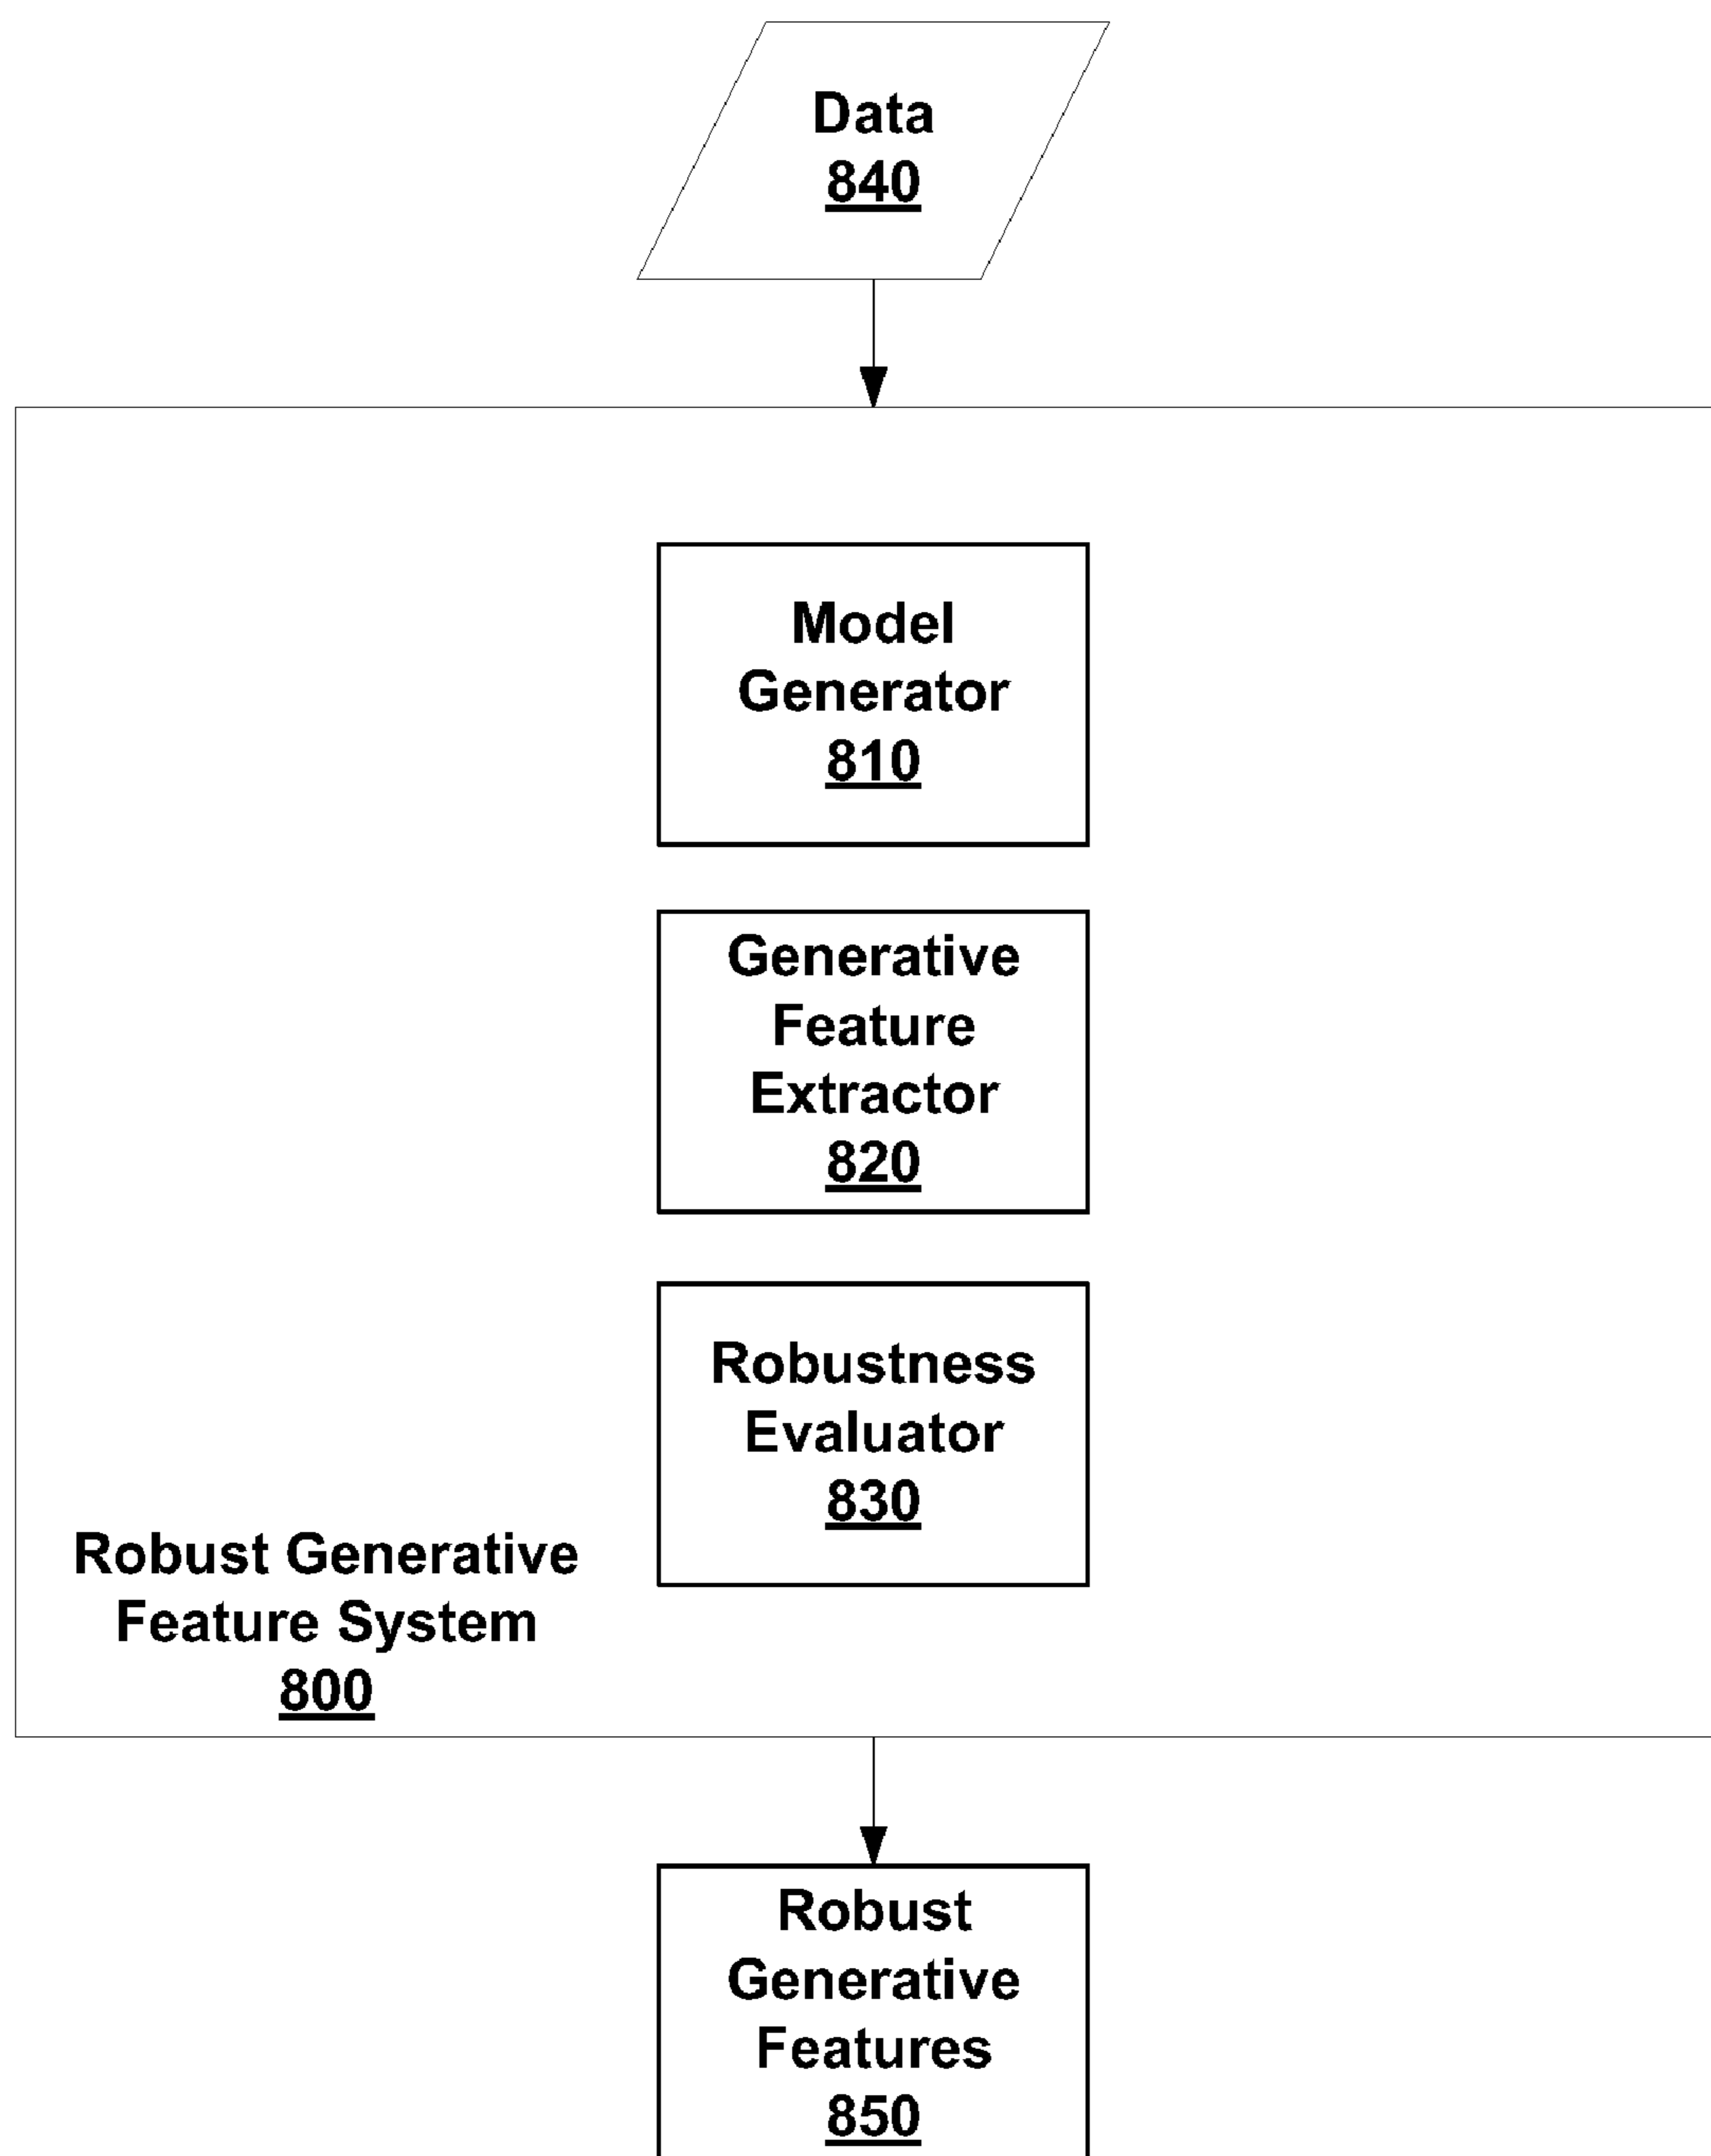 Data
840
Model
Generator
810
Generative
Feature
Extractor
820
Robustness
Evaluator
830
Robust Generative
Feature System
800
Robust
Generative
Features
850